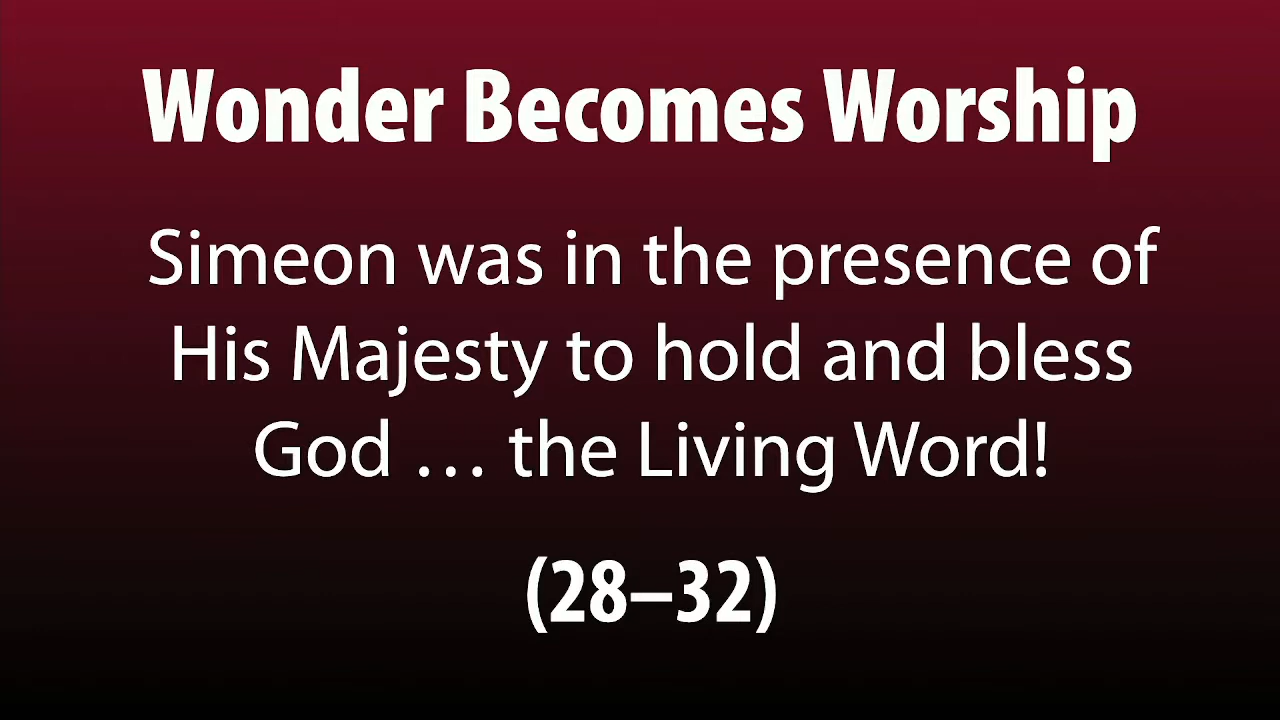 Wonder Becomes Worship
Simeon was in the presence of
His Majesty to hold and bless
God … the Living Word!
(28–32)